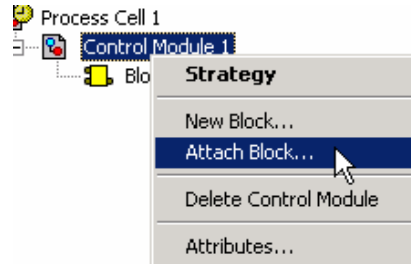 Process Cell 1
Control Module 1
Blo
Strategy
New Block...
Attach Block...
Delete Control Module
Attributes...